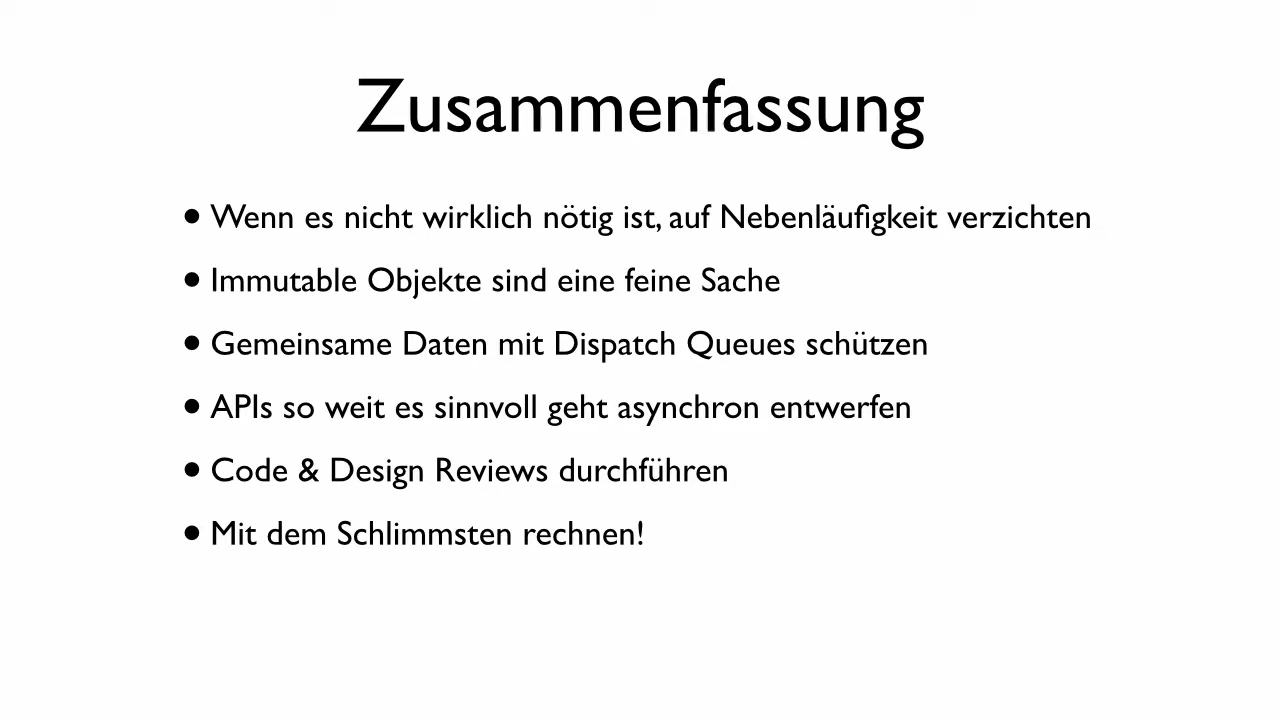 Zusammenfassung
• Wenn es nicht wirklich nötig ist, auf Nebenläufigkeit verzichten
• Immutable Objekte sind eine feine Sache
• Gemeinsame Daten mit Dispatch Queues schützen
• APIs so weit es sinnvoll geht asynchron entwerfen
• Code & Design Reviews durchführen
• Mit dem Schlimmsten rechnen!